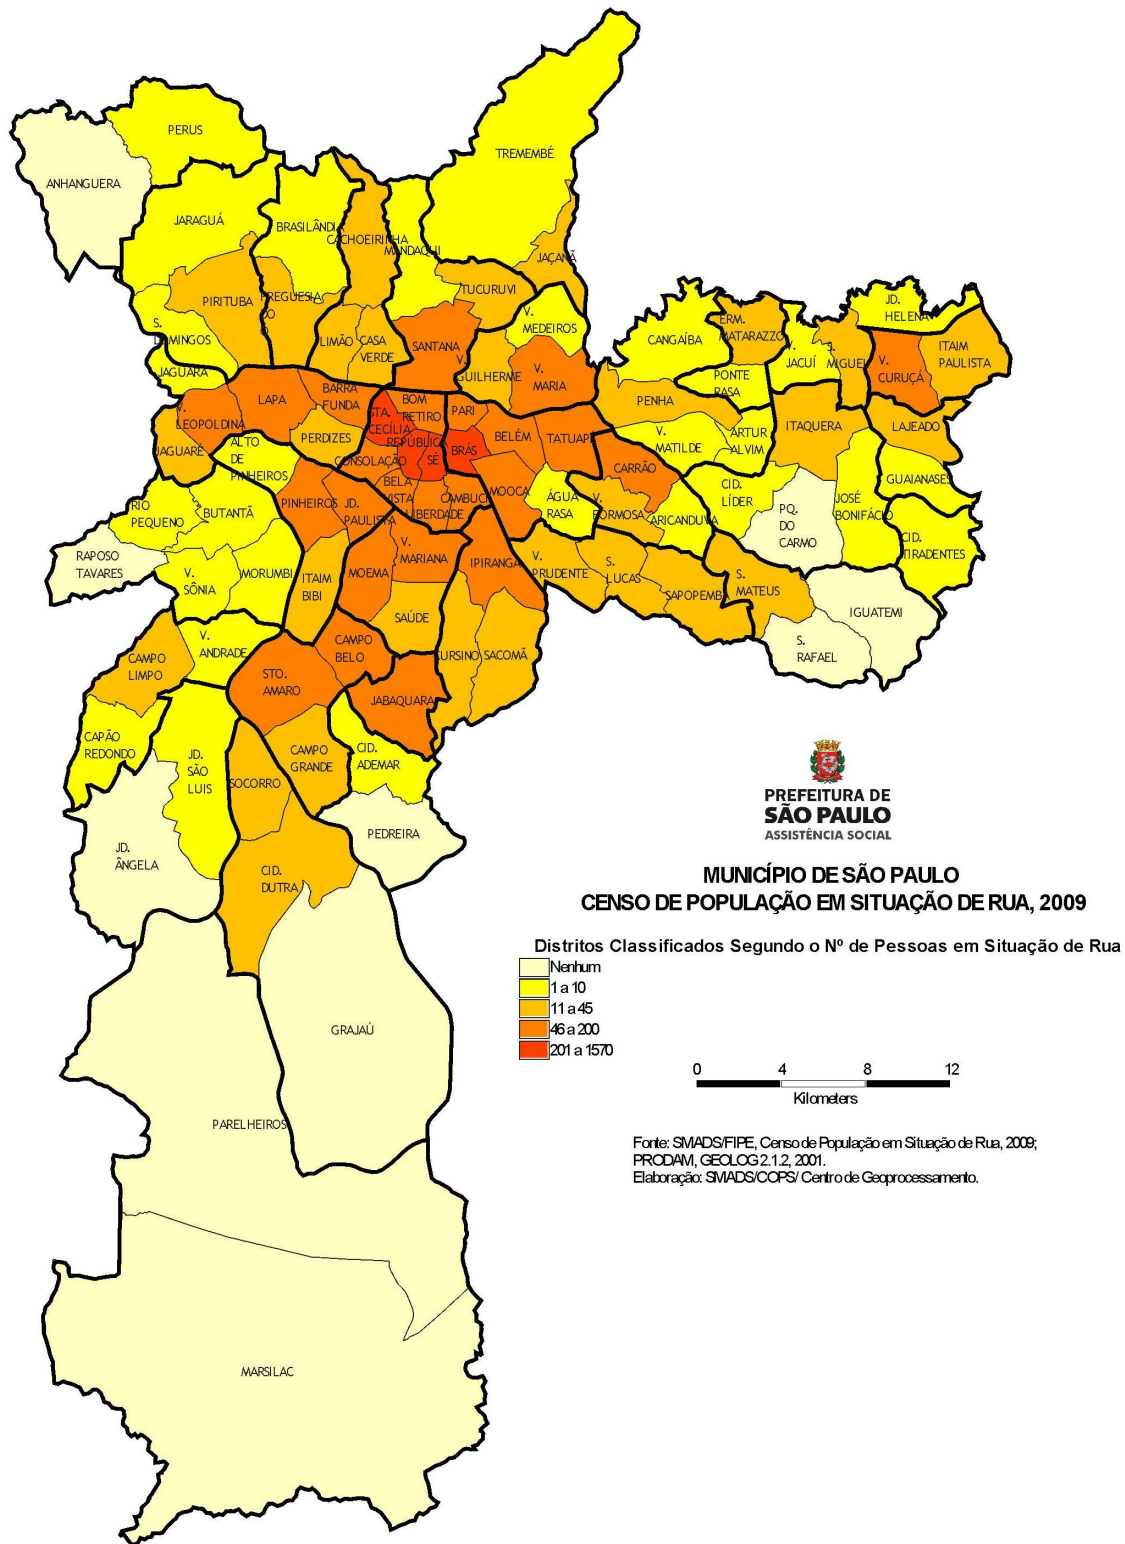 PERUS
TREMEMBÉ
ANHANGUERA
JARAGUÁ
BRASILÂNDIA
CACHOEIRINHA
MANDAQUI
JAÇANÃ
TUCURUVI
PIRITUBA
FREGUESIA
DO
Ó
V.
MEDEIROS
S.
DOMINGOS
LIMÃO
CASA
VERDE
SANTANA
V.
GUILHERME
V.
MARIA
JAGUARA
CANGAÍBA
ERM.
MATARAZZO
V.
JACUÍ
S.
MIGUEL
JD.
HELENA
V.
CURUÇÁ
ITAIM
PAULISTA
PONTE
RASA
PENHA
ITAQUERA
LAJEADO
V.
LEOPOLDINA
LAPA
BARRA
FUNDA
BOM
RETIRO
PARI
STA.
CECÍLIA
REPÚBLICA
SÉ
BRÁS
BELÉM
TATUAPÉ
V.
MATILDE
ARTUR
ALVIM
JAGUARÉ
ALTO
DE
PINHEIROS
PERDIZES
CONSOLAÇÃO
BELA
VISTA
LIBERDADE
CAMBUCI
MOOCA
ÁGUA
RASA
CARRÃO
V.
FORMOSA
ARICANDUVA
CID.
LÍDER
PQ.
DO
CARMO
JOSÉ
BONIFÁCIO
GUAIANASES
CID.
TIRADENTES
RIO
PEQUENO
BUTANTÃ
PINHEIROS
JD.
PAULISTA
RAPOSO
TAVARES
V.
SÔNIA
MORUMBI
ITAIM
BIBI
MOEMA
V.
MARIANA
IPIRANGA
V.
PRUDENTE
S.
LUCAS
SAPOPEMBA
S.
MATEUS
IGUATEMI
S.
RAFAEL
SAÚDE
CURSINO
SACOMÃ
CAMPO
LIMPO
V.
ANDRADE
STO.
AMARO
CAMPO
BELO
JABAQUARA
CAPÃO
REDONDO
JD.
SÃO
LUIS
SOCORRO
CAMPO
GRANDE
CID.
ADEMAR
JD.
ÂNGELA
CID.
DUTRA
PEDREIRA
GRAJAÚ
PARELHEIROS
MARSILAC
PREFEITURA DE
SÃO PAULO
ASSISTÊNCIA SOCIAL
MUNICÍPIO DE SÃO PAULO
CENSO DE POPULAÇÃO EM SITUAÇÃO DE RUA, 2009
Distritos Classificados Segundo o Nº de Pessoas em Situação de Rua
Nenhum
1 a 10
11 a 45
46 a 200
201 a 1570
0 4 8 12
Kilometers
Fonte: SMADS/FIPE, Censo de População em Situação de Rua, 2009;
PRODAM, GEOLOG 2.1.2, 2001.
Elaboração: SMADS/COPS/ Centro de Geoprocessamento.